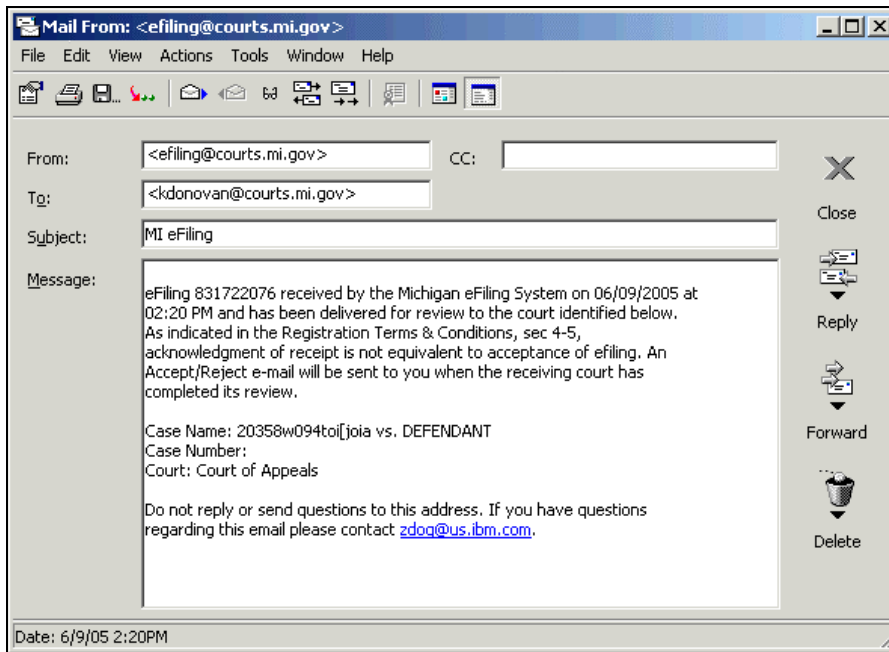 Mail From: <efiling@courts.mi.gov>
File Edit View Actions Tools Window Help
From: <efiling@courts.mi.gov> CC:
To: <kdonovan@courts.mi.gov>
Subject: MI eFiling
Message:
eFiling 831722076 received by the Michigan eFiling System on 06/09/2005 at
02:20 PM and has been delivered for review to the court identified below.
As indicated in the Registration Terms & Conditions, sec 4-5,
acknowledgment of receipt is not equivalent to acceptance of efiling. An
Accept/Reject e-mail will be sent to you when the receiving court has
completed its review.
Case Name: 20358w094toi[joia vs. DEFENDANT
Case Number:
Court: Court of Appeals
Do not reply or send questions to this address. If you have questions
regarding this email please contact zdoq@us.ibm.com.
Close
Reply
Forward
Delete
Date: 6/9/05 2:20PM